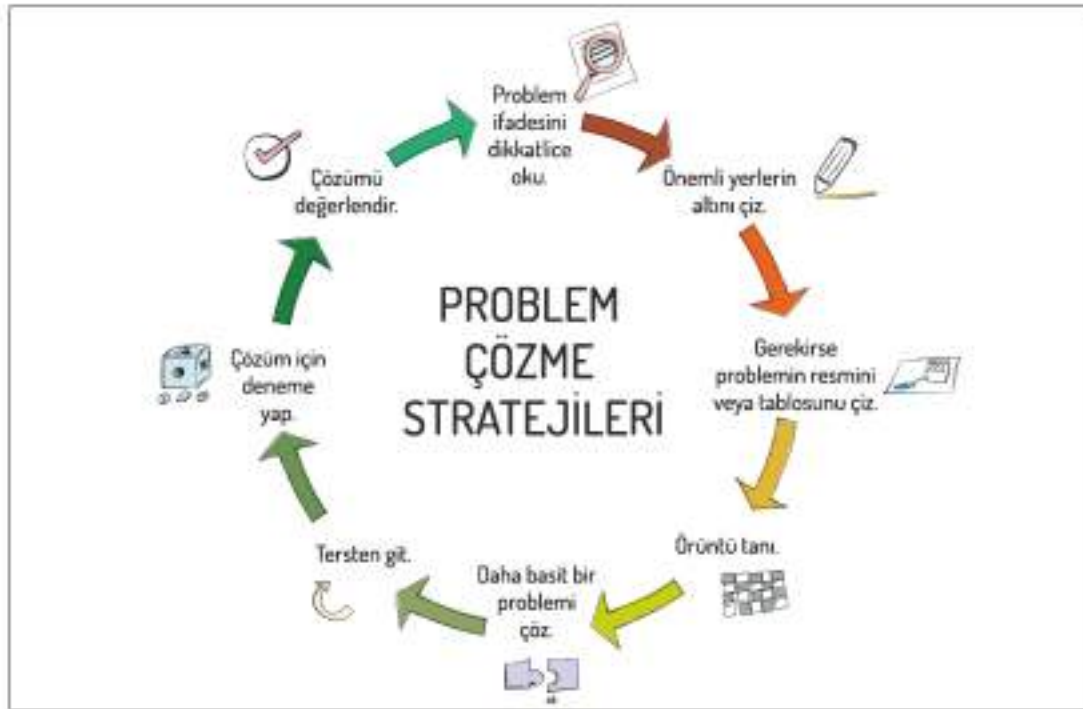 Problem
ifadesini
dikkatlice
oku.
Önemli yerlerin
altını çiz.
Gerekirse
problemin resmini
veya tablosunu çiz.
Örüntü tanı.
Daha basit bir
problemi
çöz.
Tersten git.
Çözüm için
deneme
yap.
Çözümü
değerlendir.
PROBLEM
ÇÖZME
STRATEJİLERİ